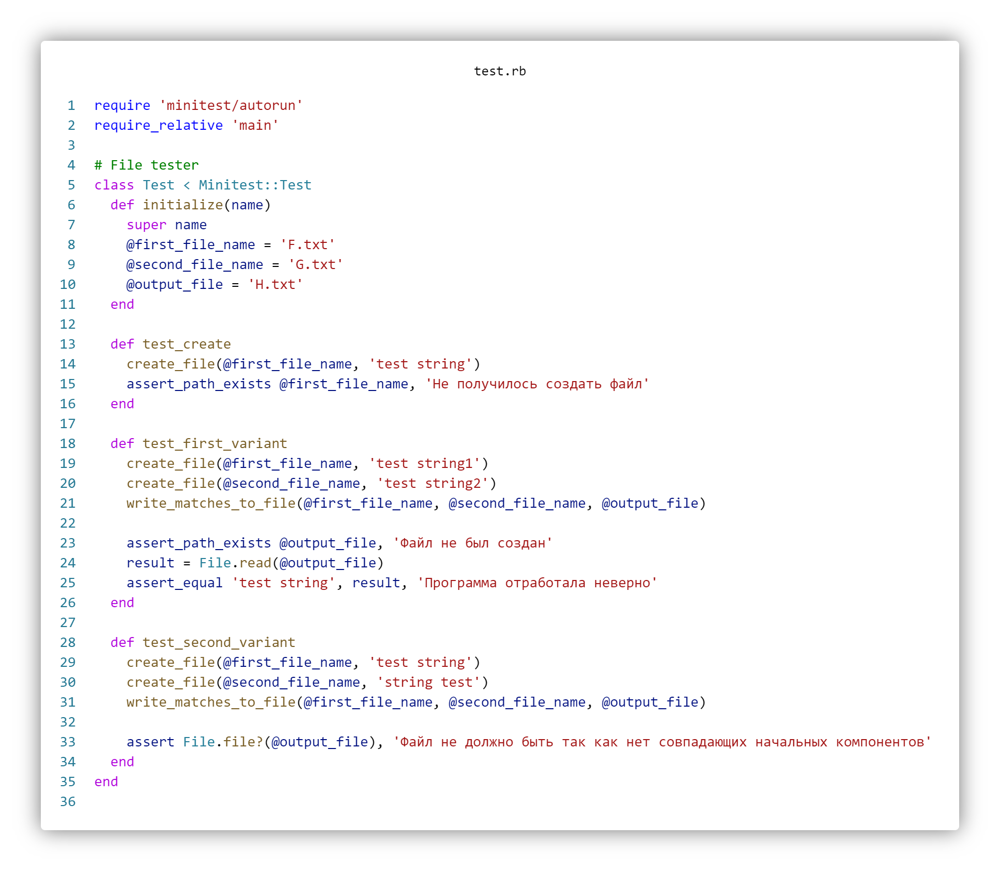 test.rb
1 require 'minitest/autorun'
2 require_relative 'main'
3
4 # File tester
5 class Test < Minitest::Test
6   def initialize(name)
7     super name
8     @first_file_name = 'F.txt'
9     @second_file_name = 'G.txt'
10     @output_file = 'H.txt'
11   end
12
13   def test_create
14     create_file(@first_file_name, 'test string')
15     assert_path_exists @first_file_name, 'Не получилось создать файл'
16   end
17
18   def test_first_variant
19     create_file(@first_file_name, 'test string1')
20     create_file(@second_file_name, 'test string2')
21     write_matches_to_file(@first_file_name, @second_file_name, @output_file)
22
23     assert_path_exists @output_file, 'Файл не был создан'
24     result = File.read(@output_file)
25     assert_equal 'test string', result, 'Программа отработала неверно'
26   end
27
28   def test_second_variant
29     create_file(@first_file_name, 'test string')
30     create_file(@second_file_name, 'string test')
31     write_matches_to_file(@first_file_name, @second_file_name, @output_file)
32
33     assert File.file?(@output_file), 'Файл не должно быть так как нет совпадающих начальных компонентов'
34   end
35 end
36